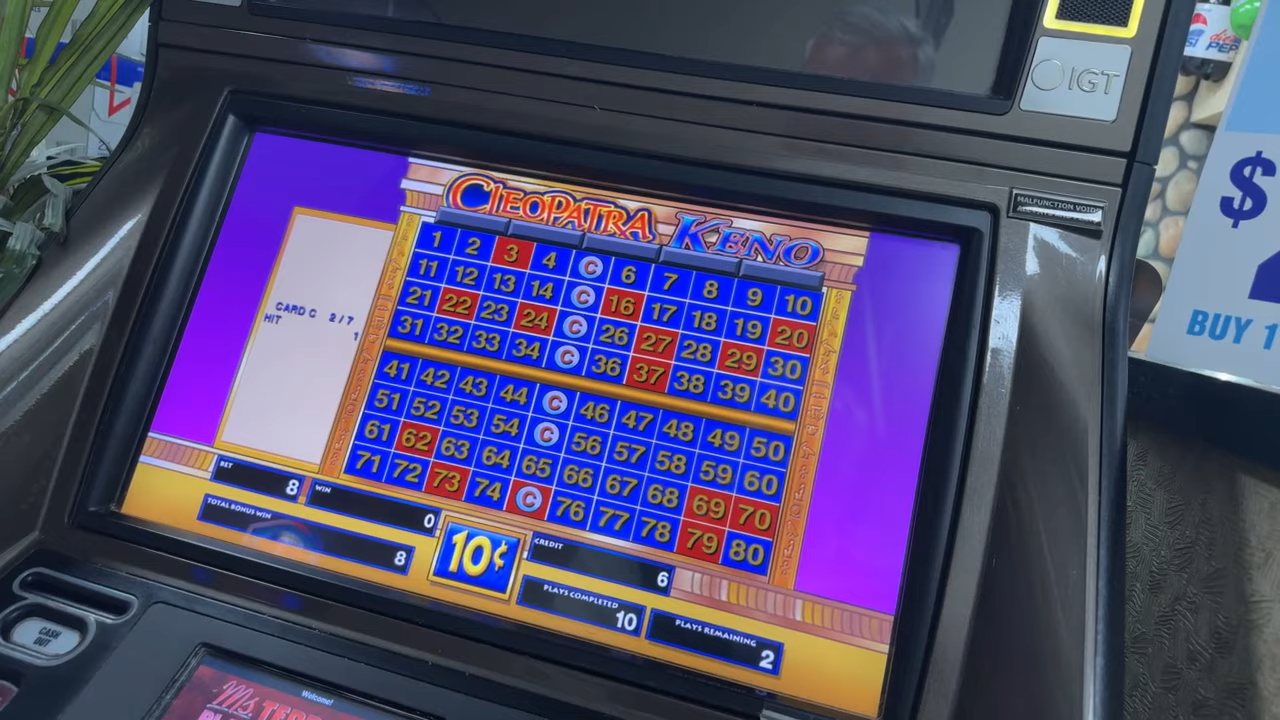 IGT
MALFUNCTION VOIDS
CLEOPATRA KENO
1 2 3 4 C 6 7 8 9 10
11 12 13 14 C 16 17 18 19 20
21 22 23 24 C 26 27 28 29 30
31 32 33 34 C 36 37 38 39 40
41 42 43 44 C 46 47 48 49 50
51 52 53 54 C 56 57 58 59 60
61 62 63 64 65 66 67 68 69 70
71 72 73 74 C 76 77 78 79 80
CARD C 2/7
HIT 1
BET 8
WIN 0
TOTAL BONUS WIN 8
10¢
CREDIT 6
PLAYS COMPLETED 10
PLAYS REMAINING 2
CASH OUT
Welcome!
Ms
$
BUY 1